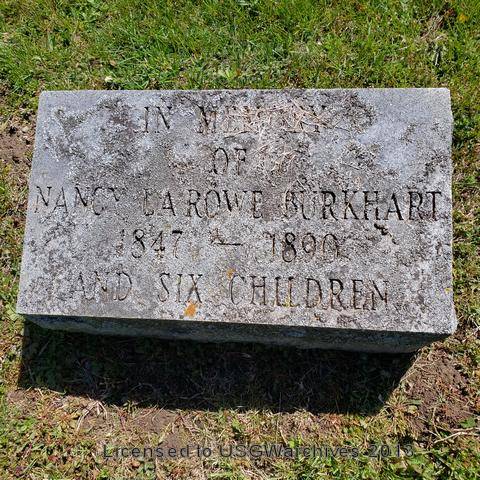 IN MEMORY
OF
NANCY LAROWE BURKHART
1847 — 1890
AND SIX CHILDREN
Licensed to USGWarchives 2013